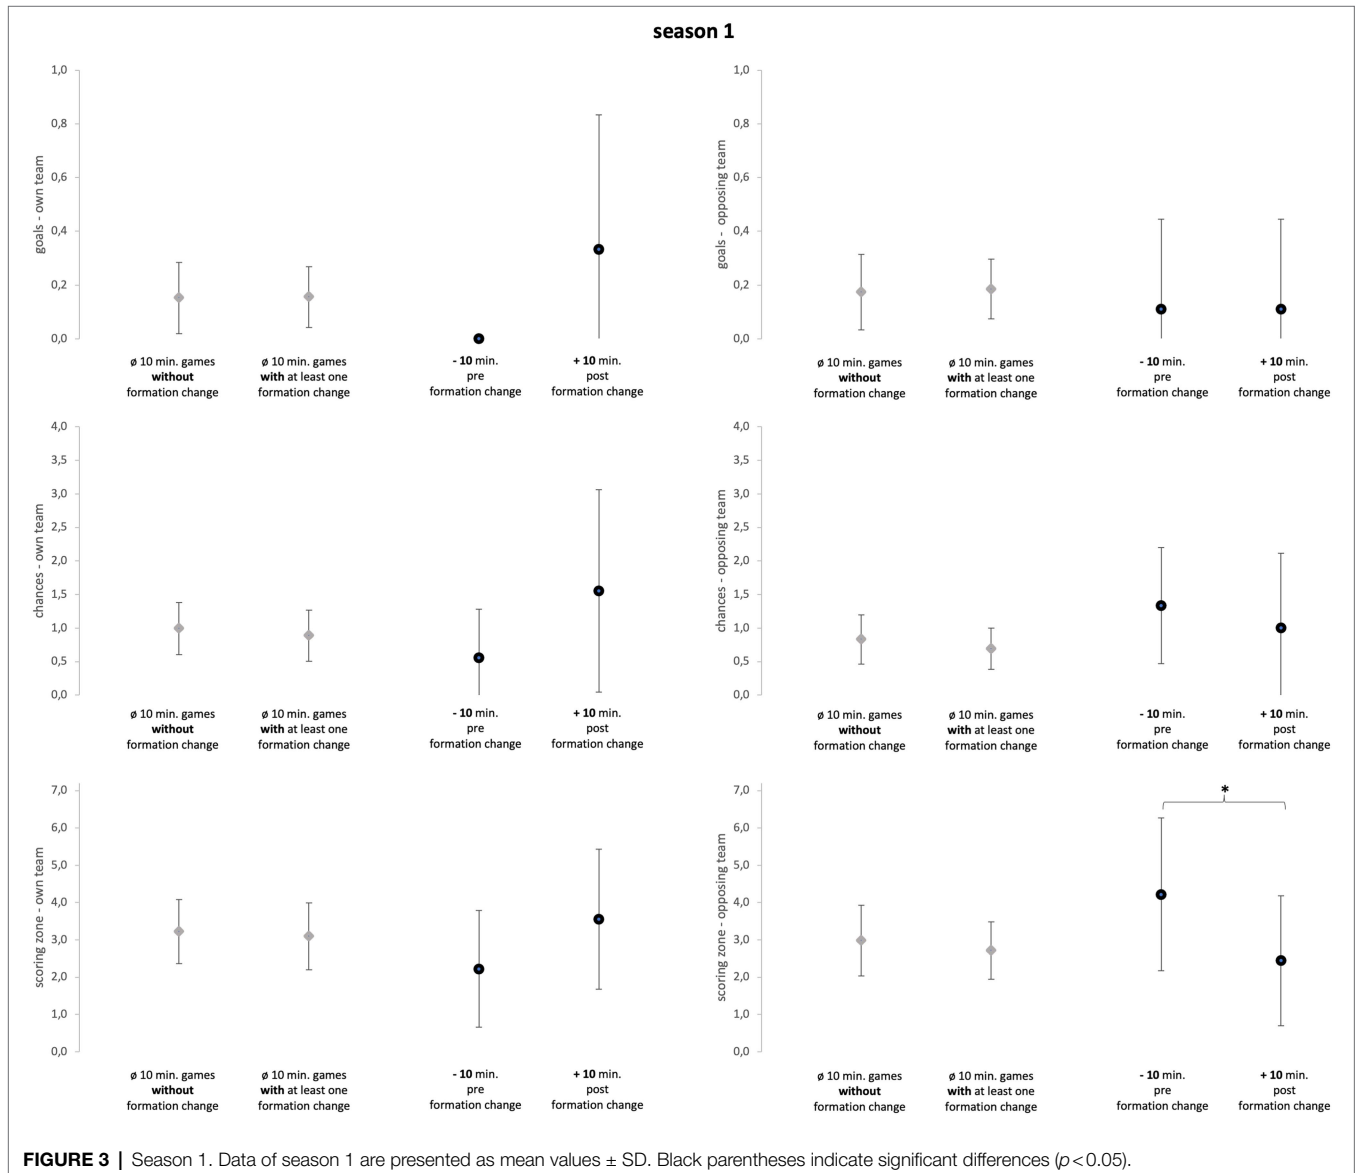 season 1
goals - own team
1,0
0,8
0,6
0,4
0,2
0,0
ø 10 min. games
without
formation change
ø 10 min. games
with at least one
formation change
- 10 min.
pre
formation change
+ 10 min.
post
formation change
goals - opposing team
1,0
0,8
0,6
0,4
0,2
0,0
ø 10 min. games
without
formation change
ø 10 min. games
with at least one
formation change
- 10 min.
pre
formation change
+ 10 min.
post
formation change
chances - own team
4,0
3,5
3,0
2,5
2,0
1,5
1,0
0,5
0,0
ø 10 min. games
without
formation change
ø 10 min. games
with at least one
formation change
- 10 min.
pre
formation change
+ 10 min.
post
formation change
chances - opposing team
4,0
3,5
3,0
2,5
2,0
1,5
1,0
0,5
0,0
ø 10 min. games
without
formation change
ø 10 min. games
with at least one
formation change
- 10 min.
pre
formation change
+ 10 min.
post
formation change
scoring zone - own team
7,0
6,0
5,0
4,0
3,0
2,0
1,0
0,0
ø 10 min. games
without
formation change
ø 10 min. games
with at least one
formation change
- 10 min.
pre
formation change
+ 10 min.
post
formation change
scoring zone - opposing team
7,0
6,0
5,0
4,0
3,0
2,0
1,0
0,0
*
ø 10 min. games
without
formation change
ø 10 min. games
with at least one
formation change
- 10 min.
pre
formation change
+ 10 min.
post
formation change
FIGURE 3 | Season 1. Data of season 1 are presented as mean values ± SD. Black parentheses indicate significant differences (p < 0.05).